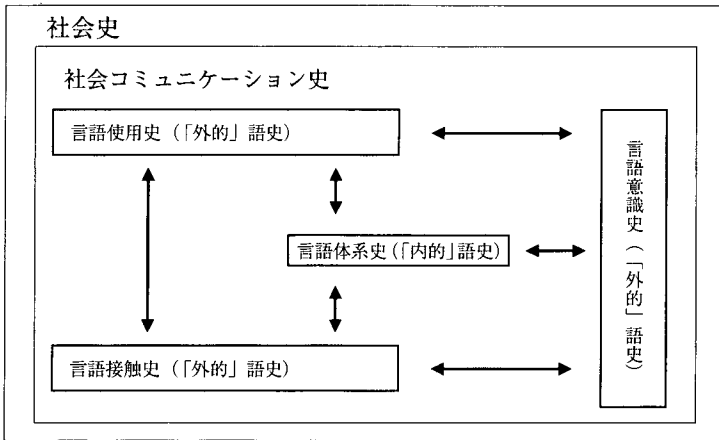 社会史
社会コミュニケーション史
言語使用史（「外的」語史）
言語体系史（「内的」語史）
言語接触史（「外的」語史）
言語意識史（「外的」語史）